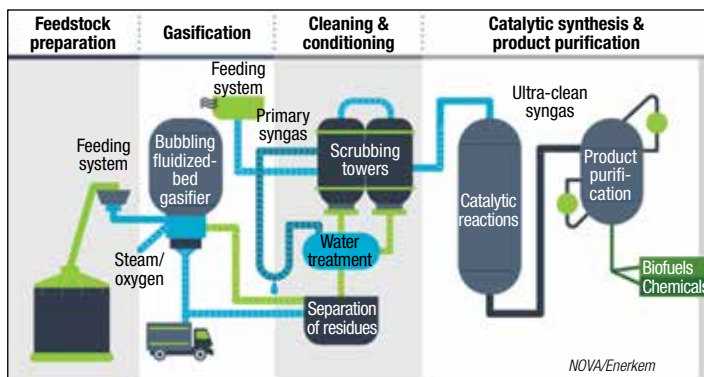 Feedstock
preparation
Gasification
Cleaning &
conditioning
Catalytic synthesis &
product purification
Feeding
system
Bubbling
fluidized-
bed
gasifier
Steam/
oxygen
Feeding
system
Primary
syngas
Scrubbing
towers
Water
treatment
Separation
of residues
Catalytic
reactions
Ultra-clean
syngas
Product
purifi-
cation
Biofuels
Chemicals
NOVA/Enerkem